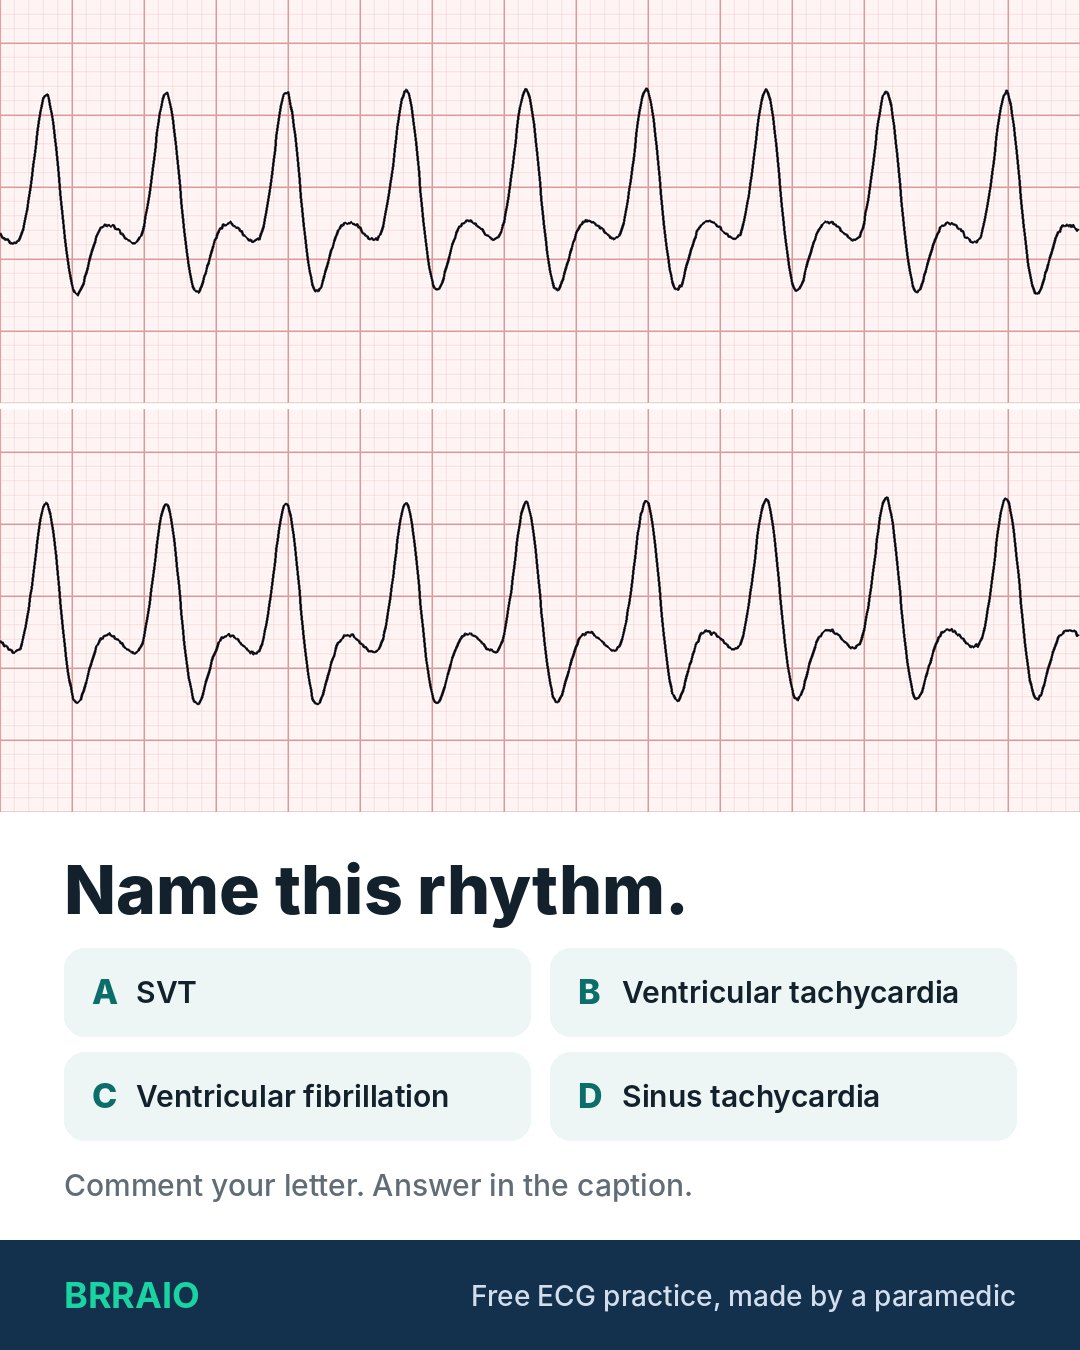 Name this rhythm.
A SVT
B Ventricular tachycardia
C Ventricular fibrillation
D Sinus tachycardia
Comment your letter. Answer in the caption.
BRRAIO
Free ECG practice, made by a paramedic